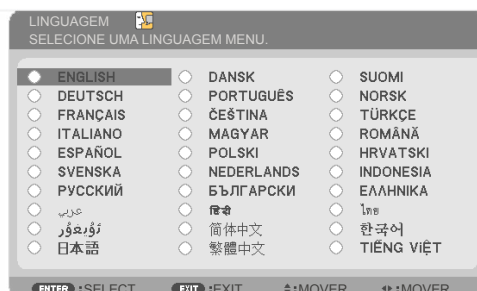 LINGUAGEM
SELECIONE UMA LINGUAGEM MENU.
ENGLISH DANSK SUOMI
DEUTSCH PORTUGUÊS NORSK
FRANÇAIS ČEŠTINA TÜRKÇE
ITALIANO MAGYAR ROMÂNĂ
ESPAÑOL POLSKI HRVATSKI
SVENSKA NEDERLANDS INDONESIA
РУССКИЙ БЪЛГАРСКИ ΕΛΛΗΝΙΚΑ
عربي हिंदी ไทย
ئۇيغۇر 简体中文 한국어
日本語 繁體中文 TIẾNG VIỆT
ENTER :SELECT EXIT :EXIT :MOVER :MOVER